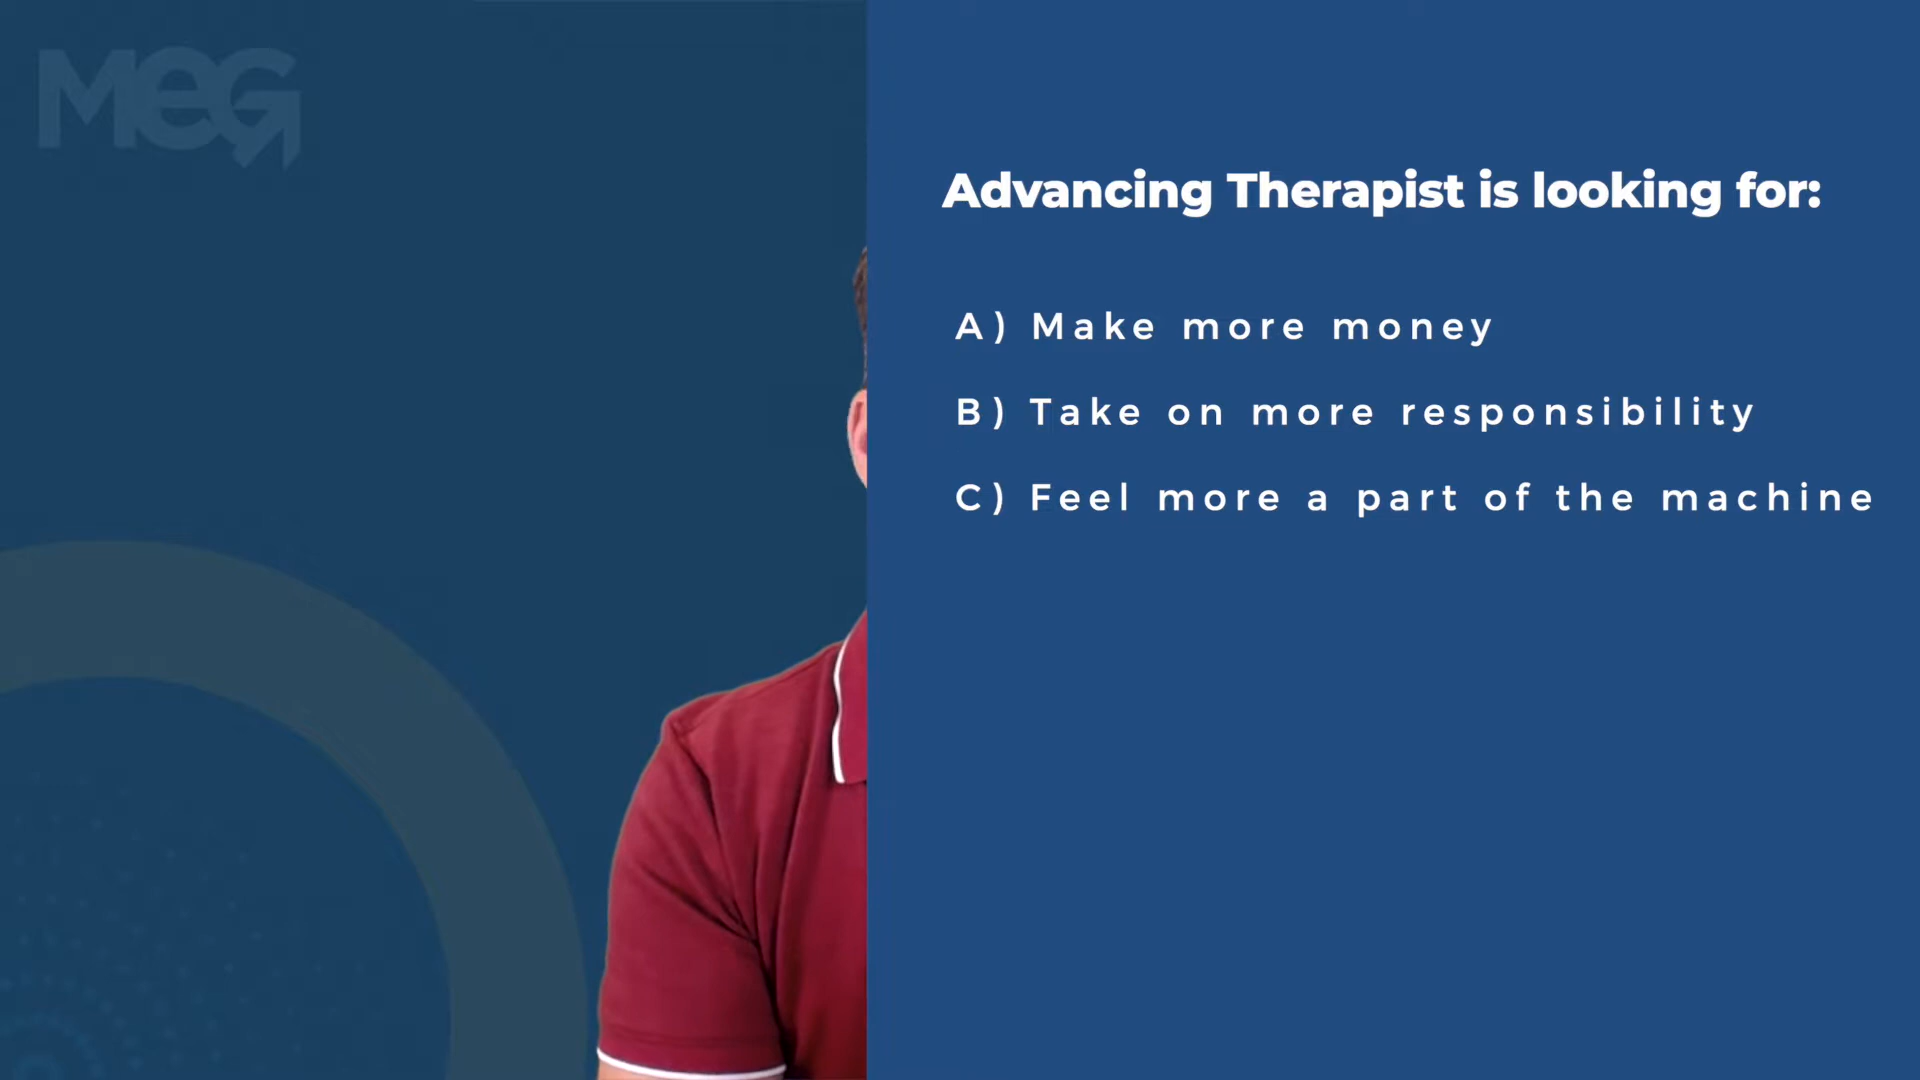 MeG
Advancing Therapist is looking for:
A) Make more money
B) Take on more responsibility
C) Feel more a part of the machine